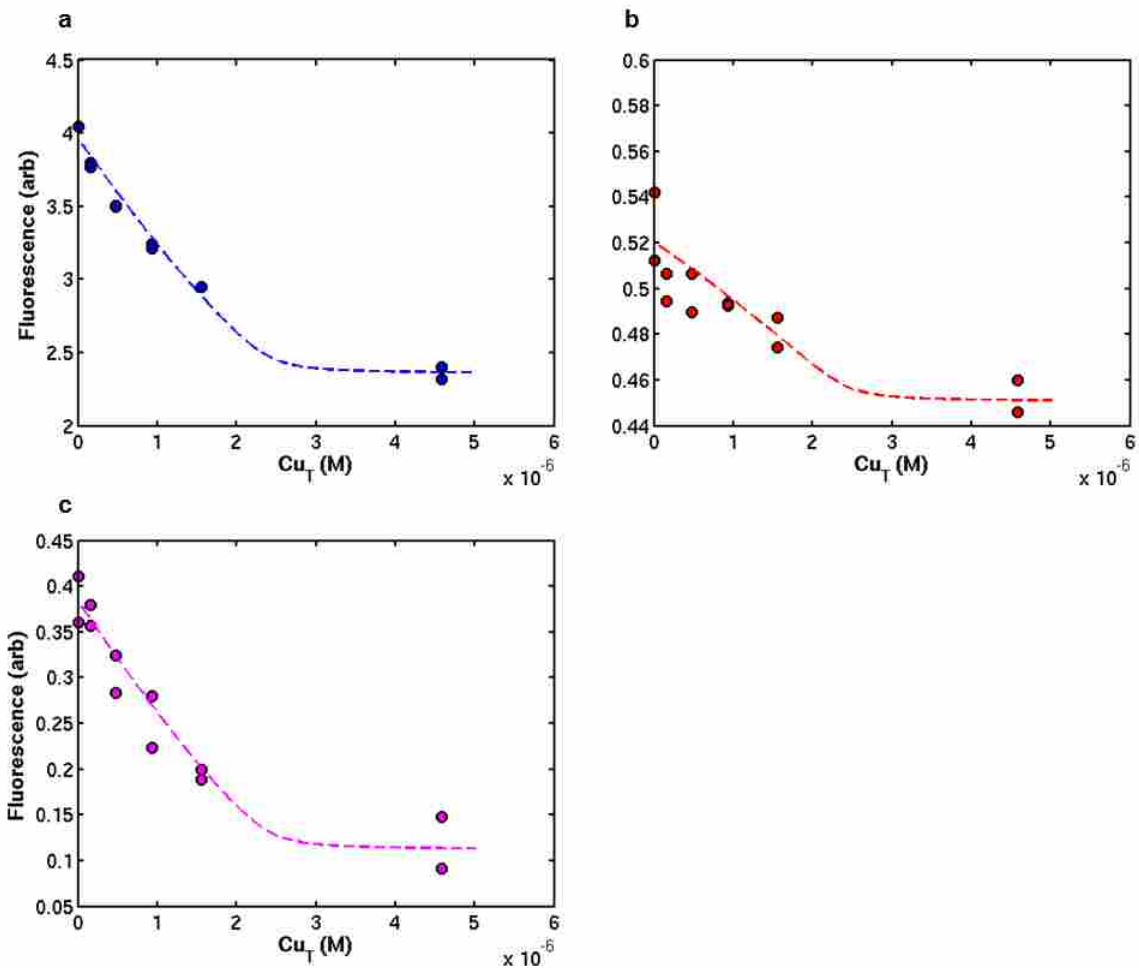 a
4.5
4
3.5
3
2.5
2
Fluorescence (arb)
0 1 2 3 4 5 6
Cu_T (M)
x 10^-6
b
0.6
0.58
0.56
0.54
0.52
0.5
0.48
0.46
0.44
0 1 2 3 4 5 6
Cu_T (M)
x 10^-6
c
0.45
0.4
0.35
0.3
0.25
0.2
0.15
0.1
0.05
Fluorescence (arb)
0 1 2 3 4 5 6
Cu_T (M)
x 10^-6